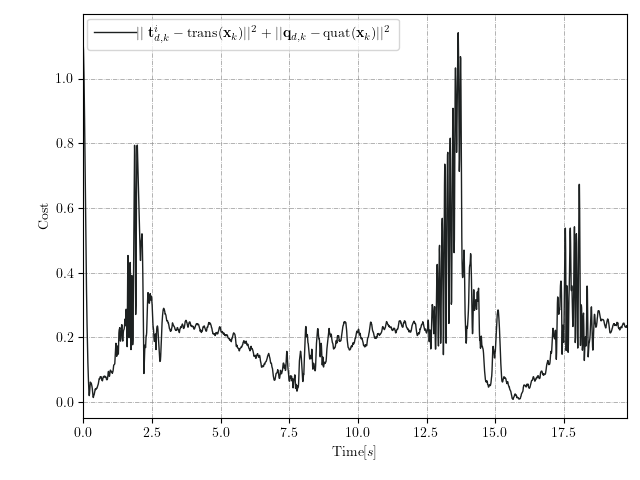 || t^i_{d,k} − trans(x_k)||^2 + ||q_{d,k} − quat(x_k)||^2
1.0
0.8
0.6
0.4
0.2
0.0
Cost
0.0 2.5 5.0 7.5 10.0 12.5 15.0 17.5
Time[s]